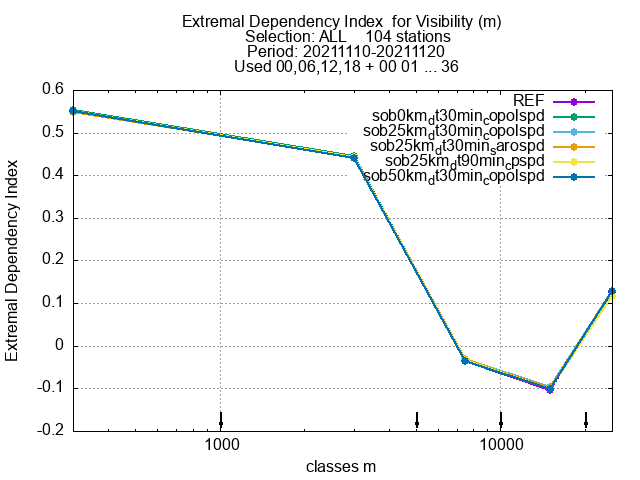 Extremal Dependency Index  for Visibility (m)
Selection: ALL    104 stations
Period: 20211110-20211120
Used 00,06,12,18 + 00 01 ... 36
REF
sob0km_dt30min_copolspd
sob25km_dt30min_copolspd
sob25km_dt30min_sarospd
sob25km_dt90min_cpspd
sob50km_dt30min_copolspd
0.6
0.5
0.4
0.3
0.2
0.1
0
-0.1
-0.2
Extremal Dependency Index
1000 10000
classes m